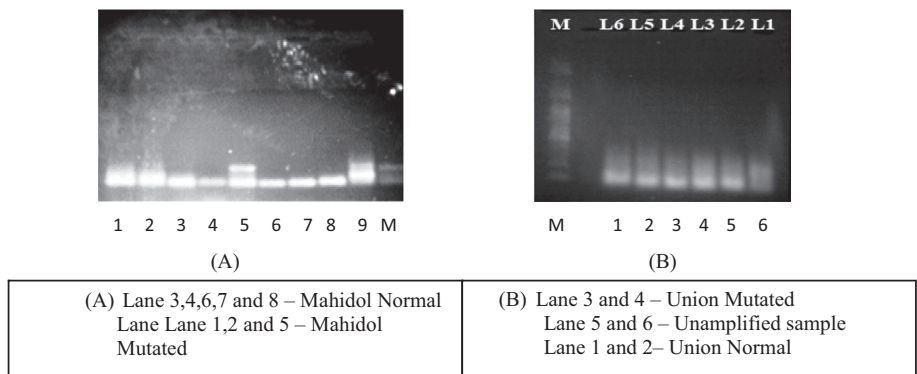 M L6 L5 L4 L3 L2 L1
1 2 3 4 5 6 7 8 9 M
M 1 2 3 4 5 6
(A)
(B)
(A) Lane 3,4,6,7 and 8 – Mahidol Normal
Lane Lane 1,2 and 5 – Mahidol
Mutated
(B) Lane 3 and 4 – Union Mutated
Lane 5 and 6 – Unamplified sample
Lane 1 and 2– Union Normal